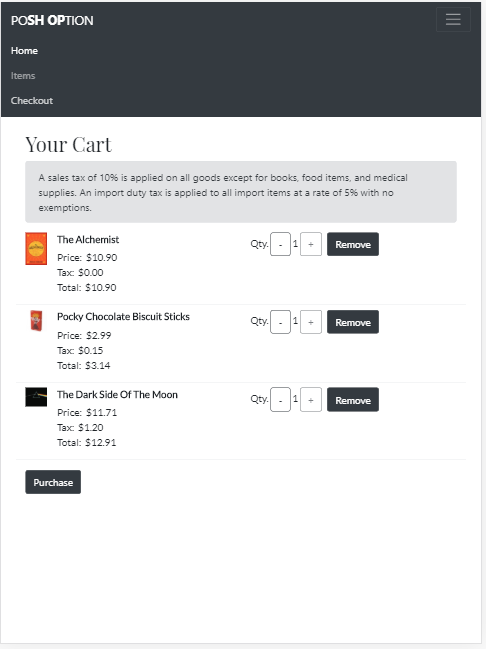 POSH OPTION
Home
Items
Checkout
Your Cart
A sales tax of 10% is applied on all goods except for books, food items, and medical
supplies. An import duty tax is applied to all import items at a rate of 5% with no
exemptions.
The Alchemist
Qty. - 1 + Remove
Price: $10.90
Tax: $0.00
Total: $10.90
Pocky Chocolate Biscuit Sticks
Qty. - 1 + Remove
Price: $2.99
Tax: $0.15
Total: $3.14
The Dark Side Of The Moon
Qty. - 1 + Remove
Price: $11.71
Tax: $1.20
Total: $12.91
Purchase